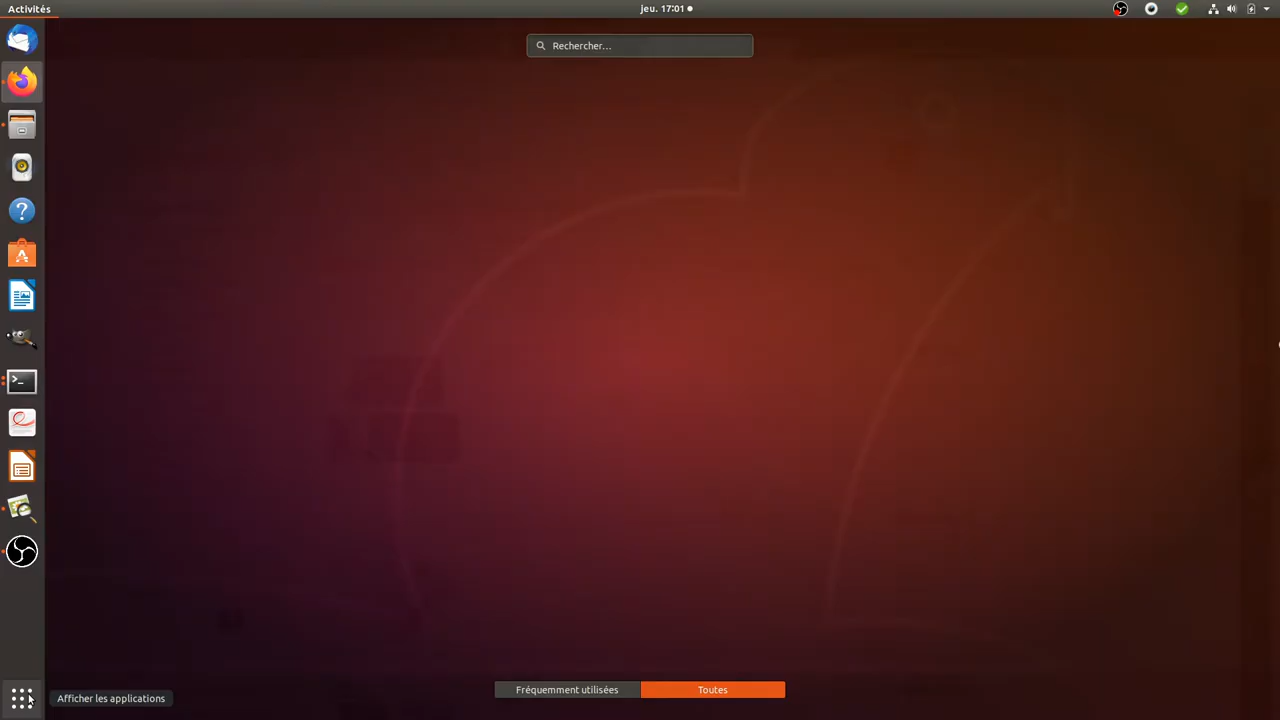 Activités
jeu. 17:01
Rechercher...
Afficher les applications
Fréquemment utilisées
Toutes